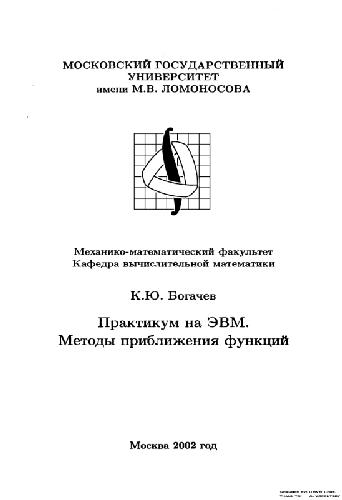 МОСКОВСКИЙ ГОСУДАРСТВЕННЫЙ
УНИВЕРСИТЕТ
имени М.В. ЛОМОНОСОВА
Механико-математический факультет
Кафедра вычислительной математики
К.Ю. Богачев
Практикум на ЭВМ.
Методы приближения функций
Москва 2002 год